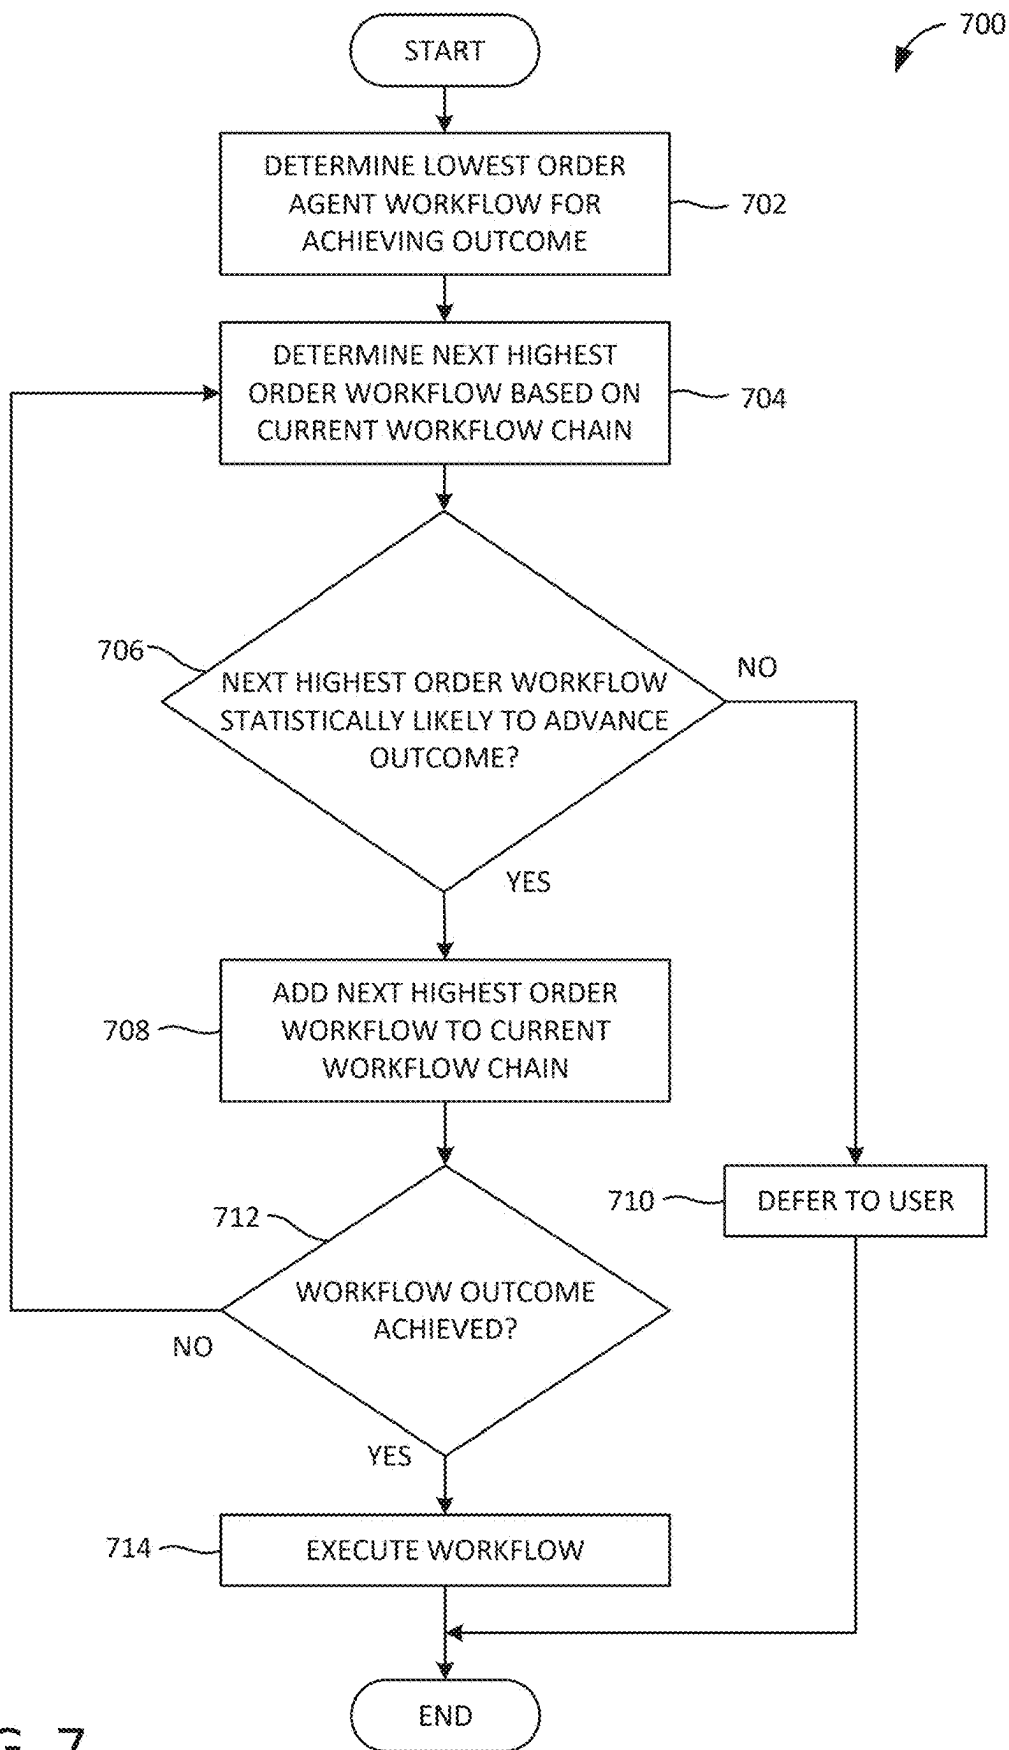 START
700
DETERMINE LOWEST ORDER
AGENT WORKFLOW FOR
ACHIEVING OUTCOME
702
DETERMINE NEXT HIGHEST
ORDER WORKFLOW BASED ON
CURRENT WORKFLOW CHAIN
704
706
NO
NEXT HIGHEST ORDER WORKFLOW
STATISTICALLY LIKELY TO ADVANCE
OUTCOME?
YES
ADD NEXT HIGHEST ORDER
WORKFLOW TO CURRENT
WORKFLOW CHAIN
708
710
DEFER TO USER
712
WORKFLOW OUTCOME
ACHIEVED?
NO
YES
714
EXECUTE WORKFLOW
END
7